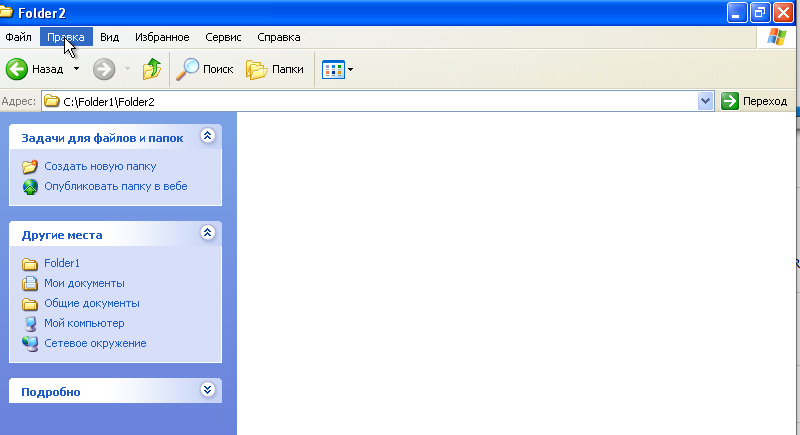 Folder2
Файл Правка Вид Избранное Сервис Справка
Назад Поиск Папки
Адрес: C:\Folder1\Folder2 Переход
Задачи для файлов и папок
Создать новую папку
Опубликовать папку в вебе
Другие места
Folder1
Мои документы
Общие документы
Мой компьютер
Сетевое окружение
Подробно